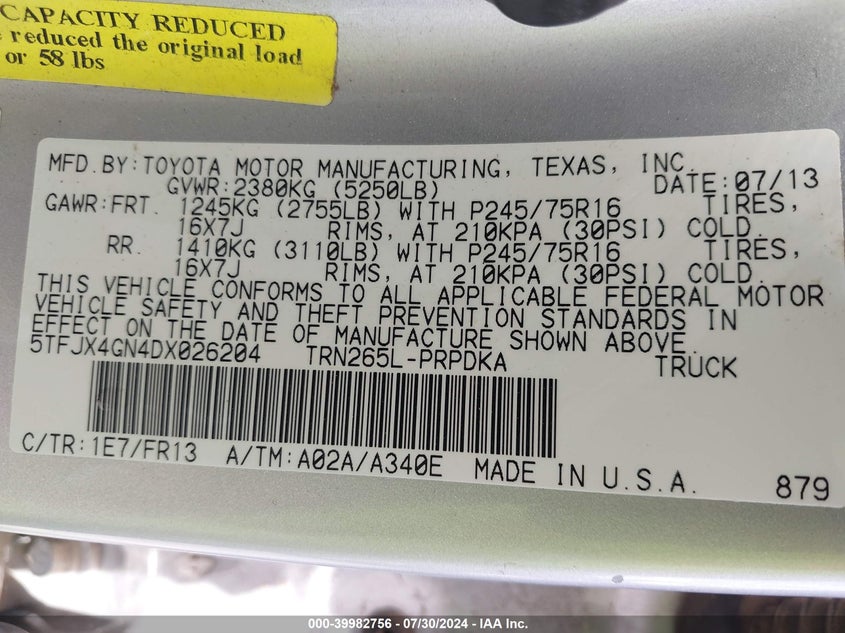 CAPACITY REDUCED
reduced the original load
or 58 lbs
MFD.BY:TOYOTA MOTOR MANUFACTURING, TEXAS, INC.
GVWR:2380KG (5250LB) DATE:07/13
GAWR:FRT. 1245KG (2755LB) WITH P245/75R16 TIRES,
16X7J RIMS, AT 210KPA (30PSI) COLD.
RR. 1410KG (3110LB) WITH P245/75R16 TIRES,
16X7J RIMS, AT 210KPA (30PSI) COLD.
THIS VEHICLE CONFORMS TO ALL APPLICABLE FEDERAL MOTOR
VEHICLE SAFETY AND THEFT PREVENTION STANDARDS IN
EFFECT ON THE DATE OF MANUFACTURE SHOWN ABOVE.
5TFJX4GN4DX026204 TRN265L-PRPDKA TRUCK
C/TR:1E7/FR13 A/TM:A02A/A340E MADE IN U.S.A.
879
000-39982756 - 07/30/2024 - IAA Inc.